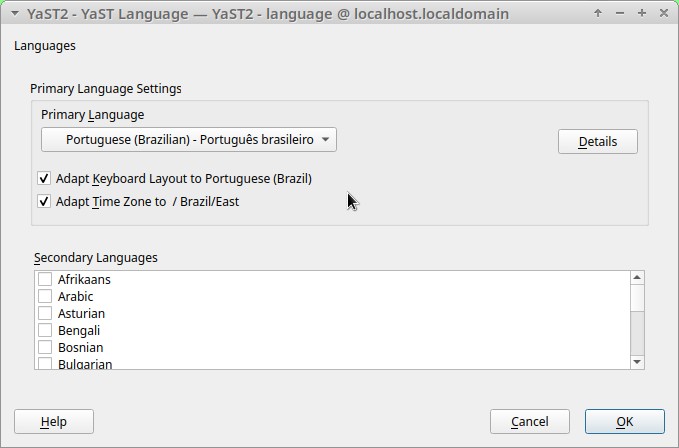 YaST2 - YaST Language — YaST2 - language @ localhost.localdomain
Languages
Primary Language Settings
Primary Language
Portuguese (Brazilian) - Português brasileiro
Details
Adapt Keyboard Layout to Portuguese (Brazil)
Adapt Time Zone to  / Brazil/East
Secondary Languages
Afrikaans
Arabic
Asturian
Bengali
Bosnian
Bulgarian
Help
Cancel
OK